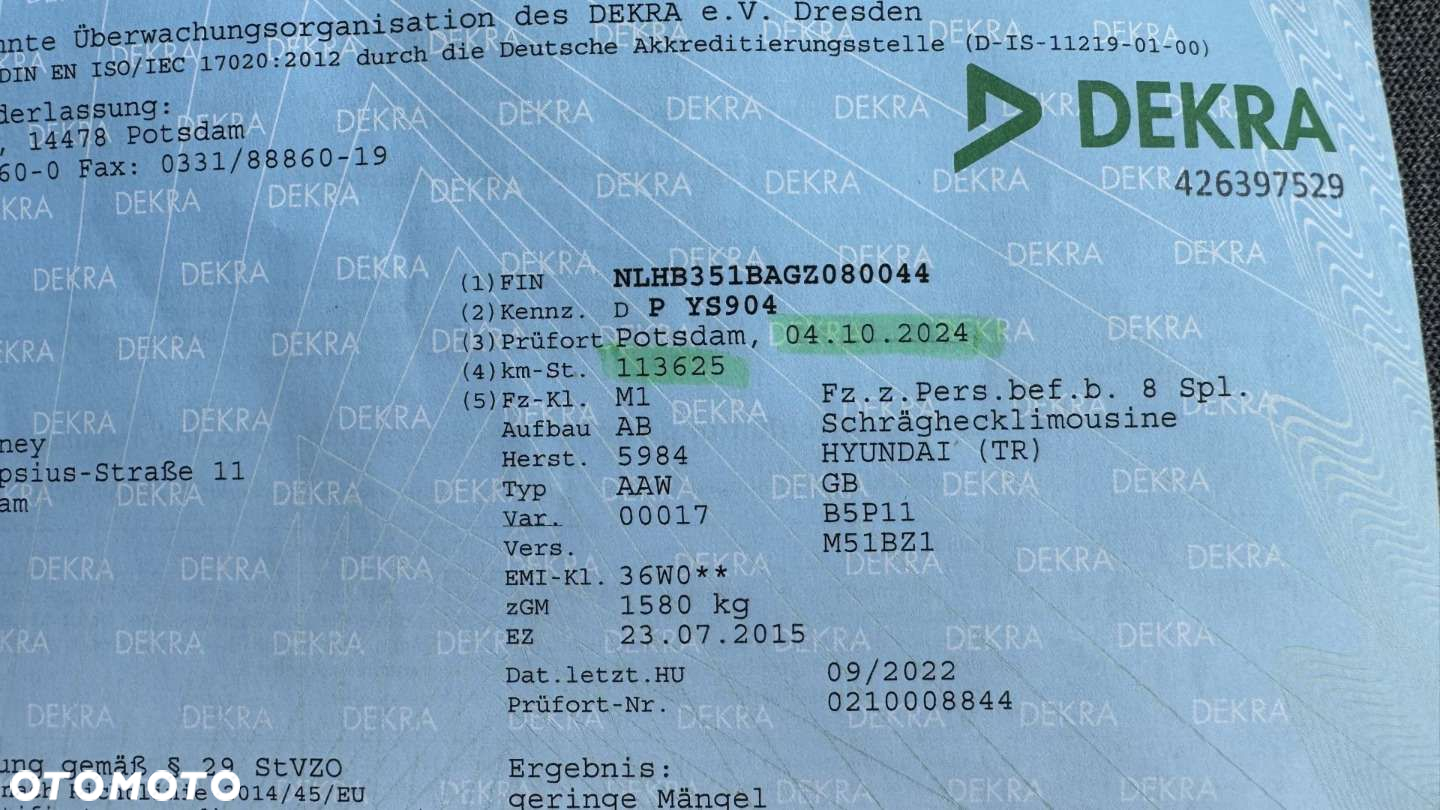 nnte Überwachungsorganisation des DEKRA e.V. Dresden
DIN EN ISO/IEC 17020:2012 durch die Deutsche Akkreditierungsstelle (D-IS-11219-01-00)
DEKRA
426397529
derlassung:
, 14478 Potsdam
60-0 Fax: 0331/88860-19
(1)FIN NLHB351BAGZ080044
(2)Kennz. D P YS904
(3)Prüfort Potsdam, 04.10.2024
(4)km-St. 113625
(5)Fz-Kl. M1 Fz.z.Pers.bef.b. 8 Spl.
Aufbau AB Schräghecklimousine
Herst. 5984 HYUNDAI (TR)
Typ AAW GB
Var. 00017 B5P11
Vers. M51BZ1
EMI-Kl. 36W0**
zGM 1580 kg
EZ 23.07.2015
Dat.letzt.HU 09/2022
Prüfort-Nr. 0210008844
ney
psius-Straße 11
am
ung gemäß § 29 StVZO
nach Richtlinie 2014/45/EU
Ergebnis:
geringe Mängel
OTOMOTO